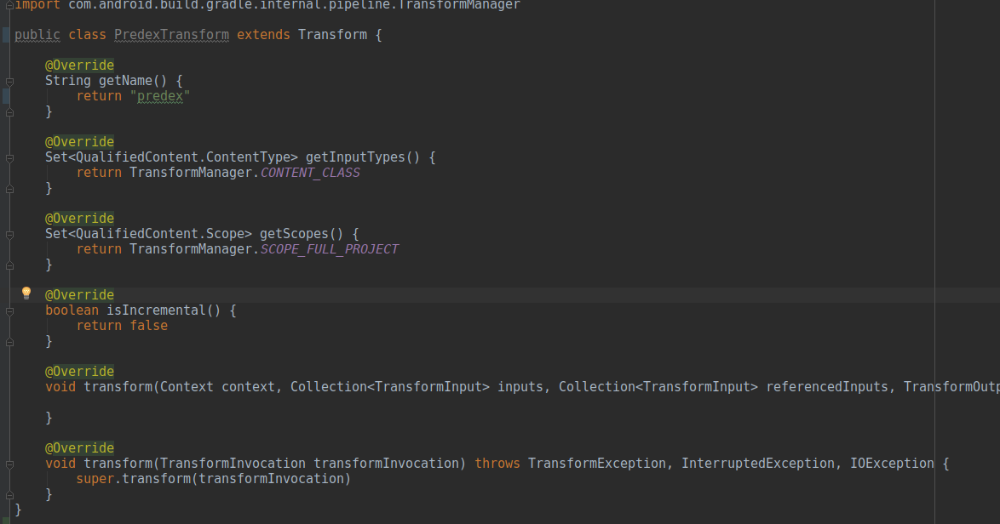 import com.android.build.gradle.internal.pipeline.TransformManager
public class PredexTransform extends Transform {
@Override
String getName() {
return "predex"
}
@Override
Set<QualifiedContent.ContentType> getInputTypes() {
return TransformManager.CONTENT_CLASS
}
@Override
Set<QualifiedContent.Scope> getScopes() {
return TransformManager.SCOPE_FULL_PROJECT
}
@Override
boolean isIncremental() {
return false
}
@Override
void transform(Context context, Collection<TransformInput> inputs, Collection<TransformInput> referencedInputs, TransformOutp
}
@Override
void transform(TransformInvocation transformInvocation) throws TransformException, InterruptedException, IOException {
super.transform(transformInvocation)
}
}